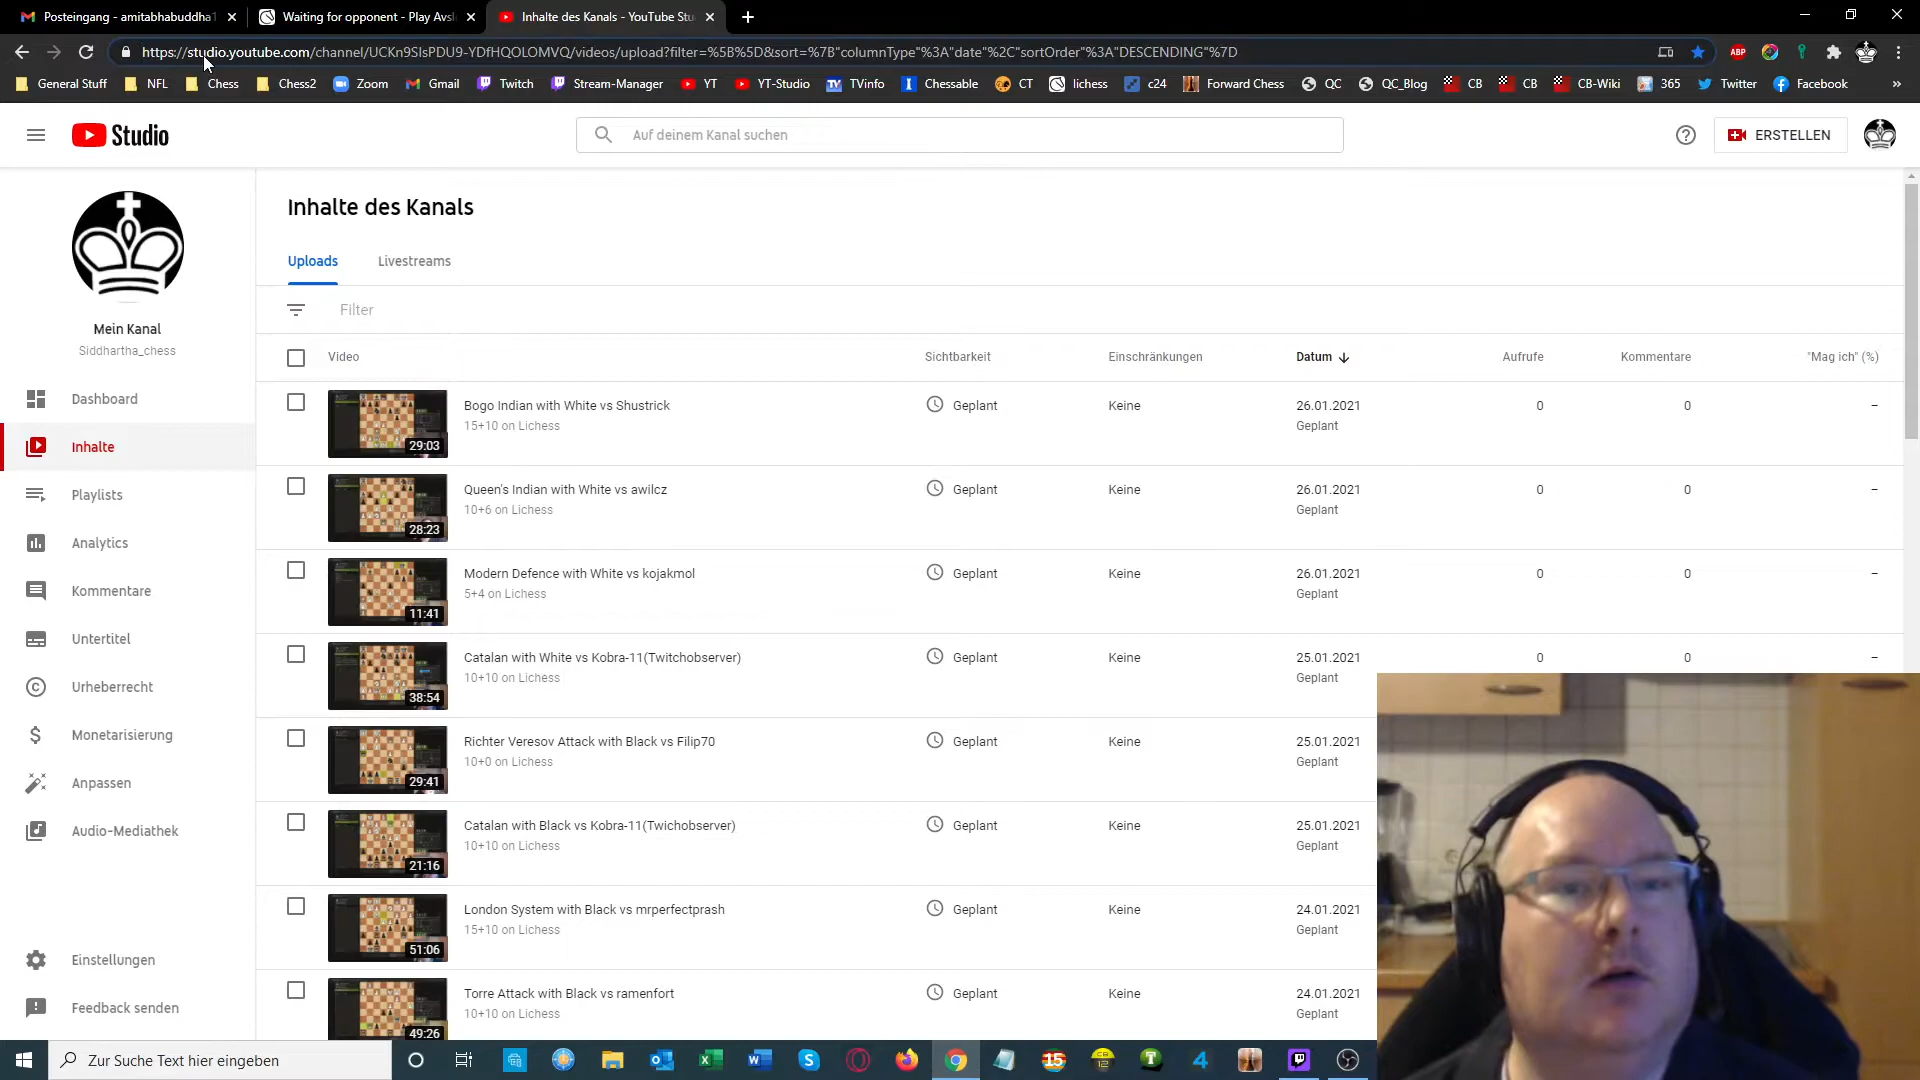 Posteingang - amitabhabuddha1
Waiting for opponent - Play Avsl
Inhalte des Kanals - YouTube Stu
https://studio.youtube.com/channel/UCKn9SlsPDU9-YDfHQOLOMVQ/videos/upload?filter=%5B%5D&sort=%7B"columnType"%3A"date"%2C"sortOrder"%3A"DESCENDING"%7D
ABP
General Stuff NFL Chess Chess2 Zoom Gmail Twitch Stream-Manager YT YT-Studio TVinfo Chessable CT lichess c24 Forward Chess QC QC_Blog CB CB CB-Wiki 365 Twitter Facebook »
Studio
Auf deinem Kanal suchen
ERSTELLEN
Mein Kanal
Siddhartha_chess
Dashboard
Inhalte
Playlists
Analytics
Kommentare
Untertitel
Urheberrecht
Monetarisierung
Anpassen
Audio-Mediathek
Einstellungen
Feedback senden
Inhalte des Kanals
Uploads Livestreams
Filter
Video Sichtbarkeit Einschränkungen Datum Aufrufe Kommentare "Mag ich" (%)
29:03
Bogo Indian with White vs Shustrick Geplant Keine 26.01.2021 0 0 –
15+10 on Lichess Geplant
28:23
Queen's Indian with White vs awilcz Geplant Keine 26.01.2021 0 0 –
10+6 on Lichess Geplant
11:41
Modern Defence with White vs kojakmol Geplant Keine 26.01.2021 0 0 –
5+4 on Lichess Geplant
38:54
Catalan with White vs Kobra-11(Twitchobserver) Geplant Keine 25.01.2021 0 0 –
10+10 on Lichess Geplant
29:41
Richter Veresov Attack with Black vs Filip70 Geplant Keine 25.01.2021
10+0 on Lichess Geplant
21:16
Catalan with Black vs Kobra-11(Twichobserver) Geplant Keine 25.01.2021
10+10 on Lichess Geplant
51:06
London System with Black vs mrperfectprash Geplant Keine 24.01.2021
15+10 on Lichess Geplant
49:26
Torre Attack with Black vs ramenfort Geplant Keine 24.01.2021
10+10 on Lichess Geplant
Zur Suche Text hier eingeben